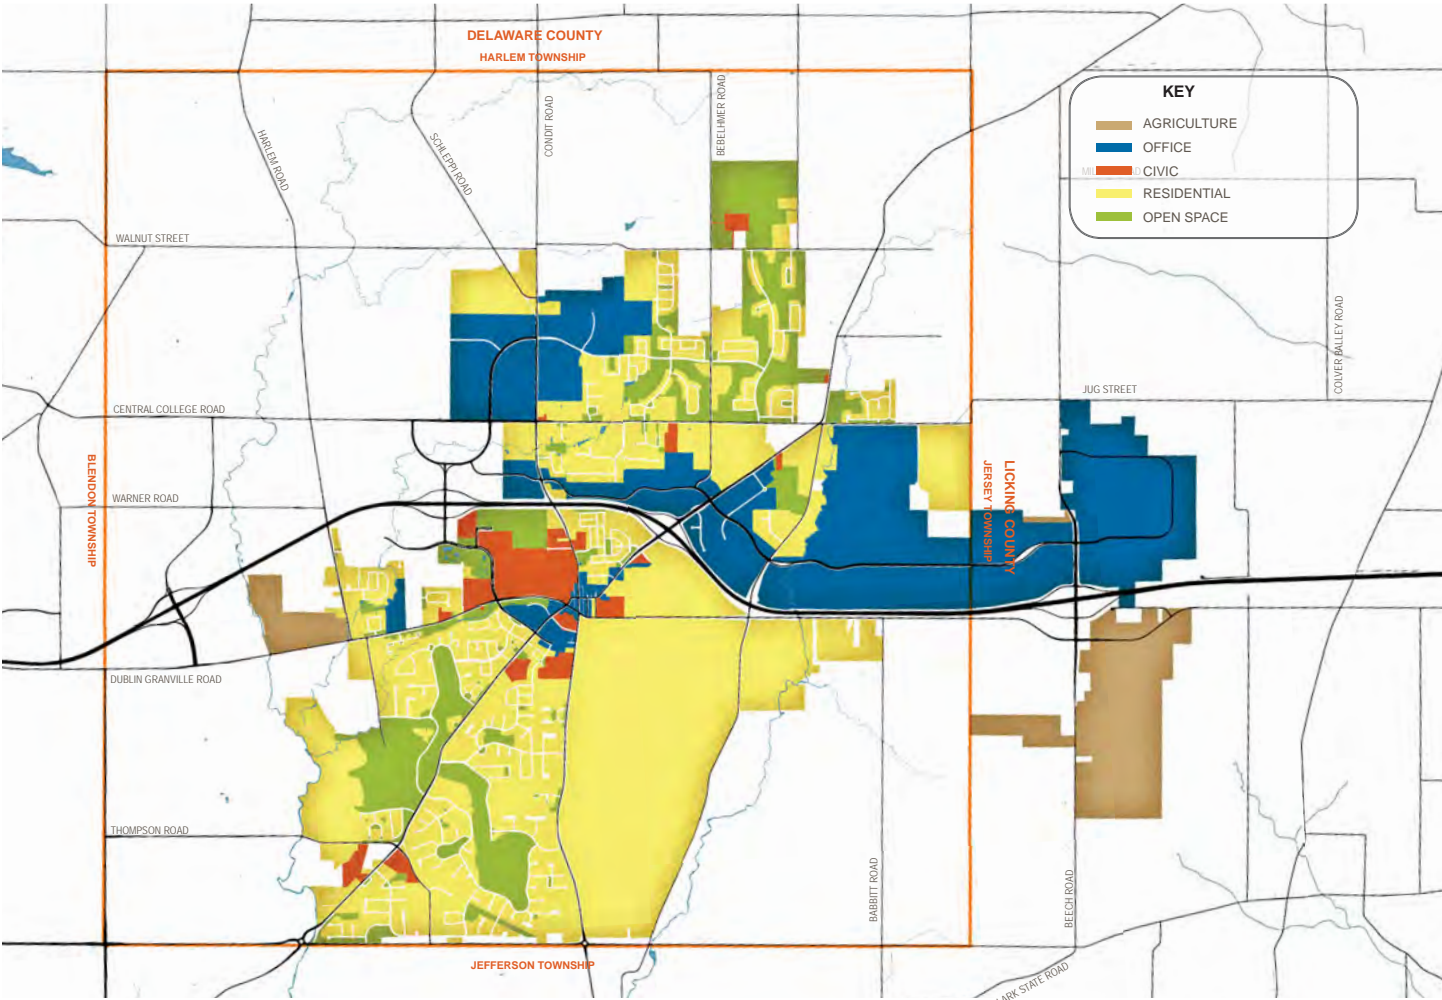 DELAWARE COUNTY
HARLEM TOWNSHIP
KEY
AGRICULTURE
OFFICE
CIVIC
RESIDENTIAL
OPEN SPACE
HARLEM ROAD
SCHLEPPI ROAD
CONDIT ROAD
BEBELHMER ROAD
WALNUT STREET
COLVER BALLEY ROAD
JUG STREET
CENTRAL COLLEGE ROAD
BLENDON TOWNSHIP
WARNER ROAD
LICKING COUNTY
JERSEY TOWNSHIP
DUBLIN GRANVILLE ROAD
THOMPSON ROAD
BABBITT ROAD
BEECH ROAD
JEFFERSON TOWNSHIP
STATE ROAD